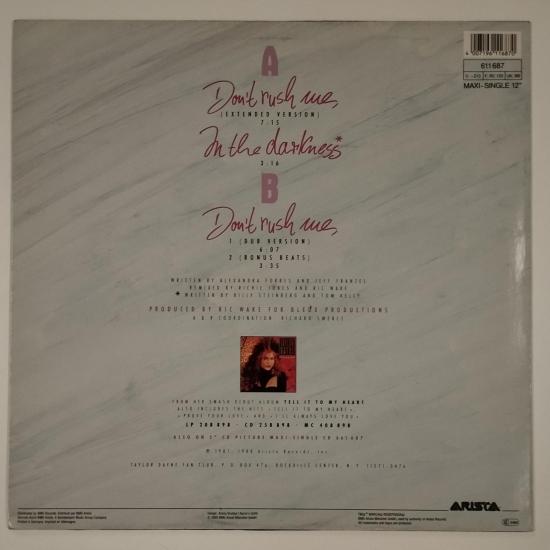 4 007196 116870
611 687
MAXI-SINGLE 12"
A
Don't rush me,
(EXTENDED VERSION)
7:15
In the darkness*
3:16
B
Don't rush me,
1 (DUB VERSION)
6:07
2 (BONUS BEATS)
3:35
WRITTEN BY ALEXANDRA FORBES AND JEFF FRANZEL
REMIXED BY RICHIE JONES AND RIC WAKE
* WRITTEN BY BILLY STEINBERG AND TOM KELLY
PRODUCED BY RIC WAKE FOR PRODUCTIONS
A & R COORDINATION: RICHARD SWERET
FROM HER SMASH DEBUT ALBUM TELL IT TO MY HEART
ALSO INCLUDES THE HITS »TELL IT TO MY HEART«,
»PROVE YOUR LOVE« AND »I'LL ALWAYS LOVE YOU«
LP 208 898 · CD 258 898 · MC 408 898
ALSO ON 5" CD PICTURE MAXI-SINGLE CD 661 687
℗ 1987, 1988 Arista Records, Inc.
TAYLOR DAYNE FAN CLUB, P.O. BOX 476, ROCKVILLE CENTER, N.Y. 11571-0476
ARISTA